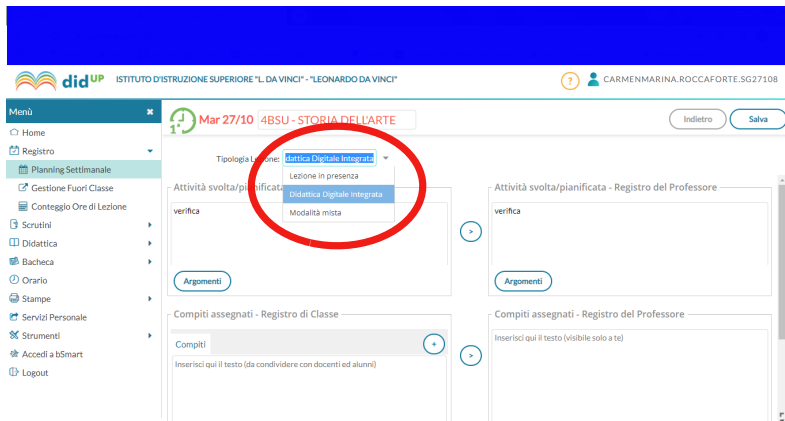 didUP
ISTITUTO D'ISTRUZIONE SUPERIORE "L. DA VINCI" - "LEONARDO DA VINCI"
?
CARMENMARINA.ROCCAFORTE.SG27108
Menù
Home
Registro
Planning Settimanale
Gestione Fuori Classe
Conteggio Ore di Lezione
Scrutini
Didattica
Bacheca
Orario
Stampe
Servizi Personale
Strumenti
Accedi a bSmart
Logout
1°
Mar 27/10 4BSU - STORIA DELL'ARTE
Indietro
Salva
Tipologia Lezione: dattica Digitale Integrata
Lezione in presenza
Didattica Digitale Integrata
Modalità mista
Attività svolta/pianificata
verifica
Argomenti
>
Attività svolta/pianificata - Registro del Professore
verifica
Argomenti
Compiti assegnati - Registro di Classe
Compiti
+
Inserisci qui il testo (da condividere con docenti ed alunni)
>
Compiti assegnati - Registro del Professore
Inserisci qui il testo (visibile solo a te)